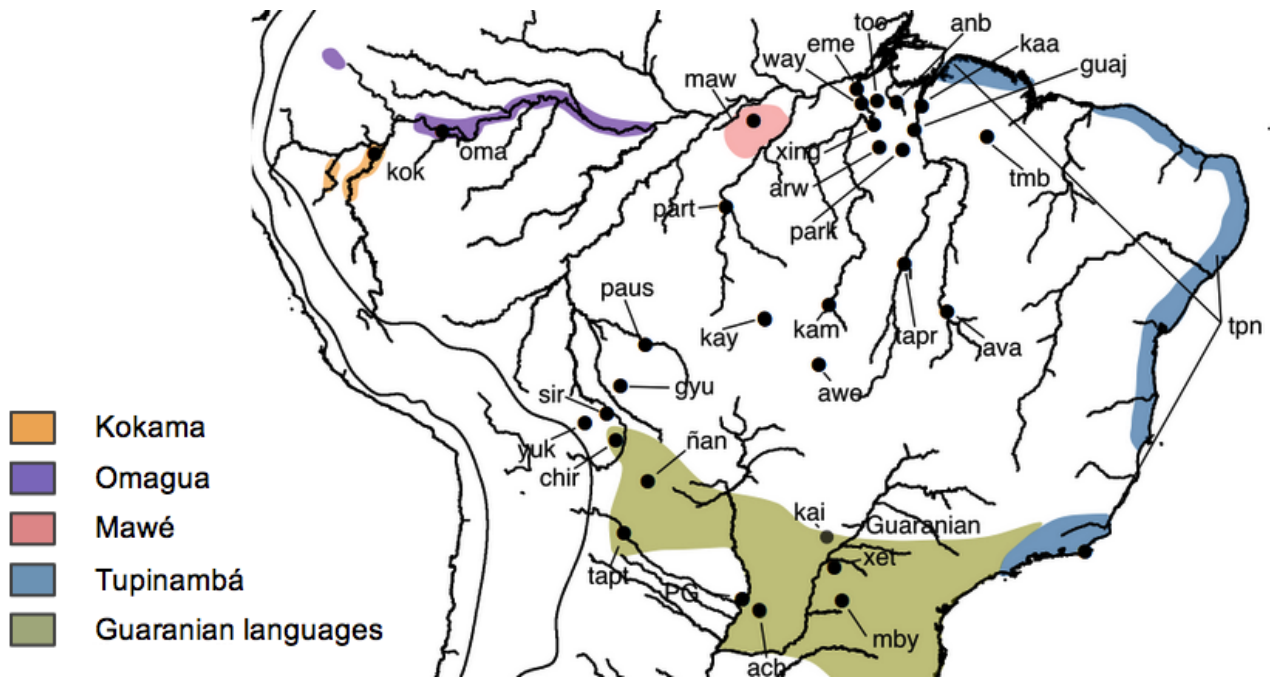 too
anb
eme
kaa
way
guaj
maw
xing
oma
kok
tmb
arw
part
park
paus
kay
kam
tapr
ava
tpn
sir
gyu
awe
Kokama
yuk
ñan
chir
Omagua
kai
Guaranian
Mawé
xet
tapt
PG
Tupinambá
Guaranian languages
mby
ach